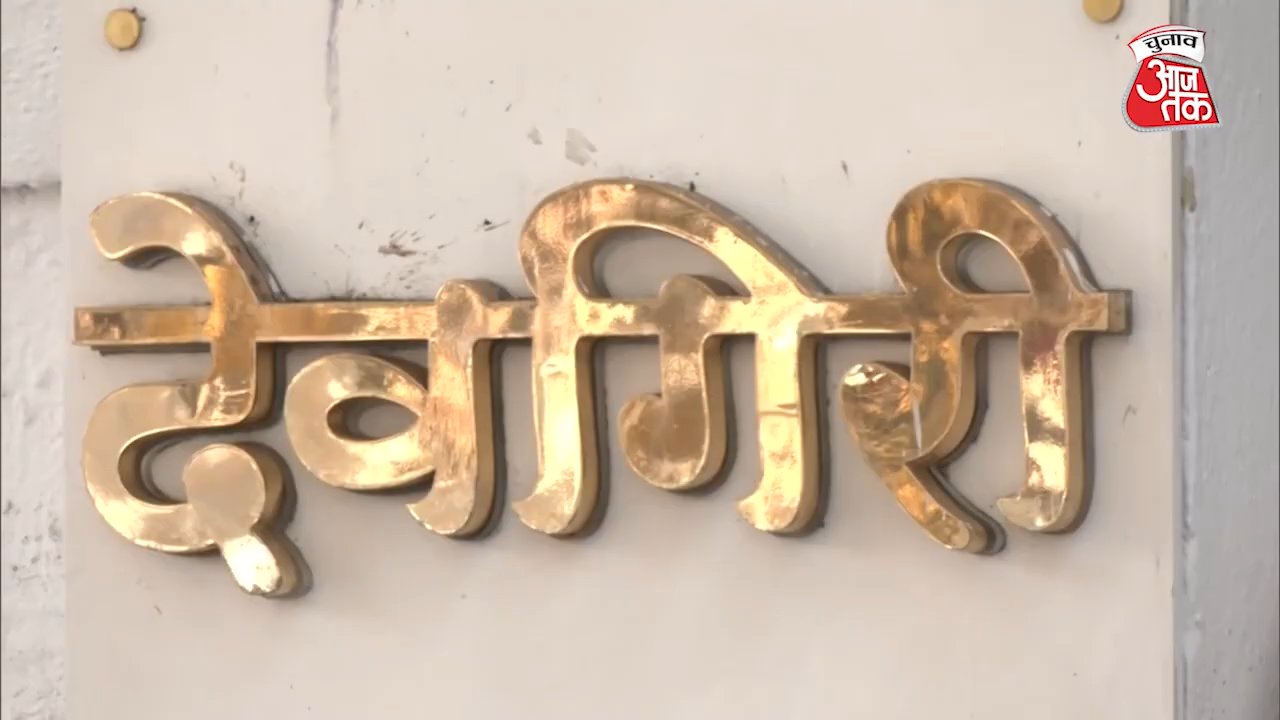 चुनाव
आज
तक
देवगिरी